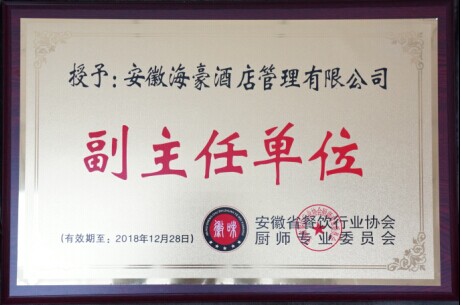 授予：安徽海豪酒店管理有限公司
副主任单位
(有效期至：2018年12月28日)
徽味
安徽省餐饮行业协会
厨师专业委员会